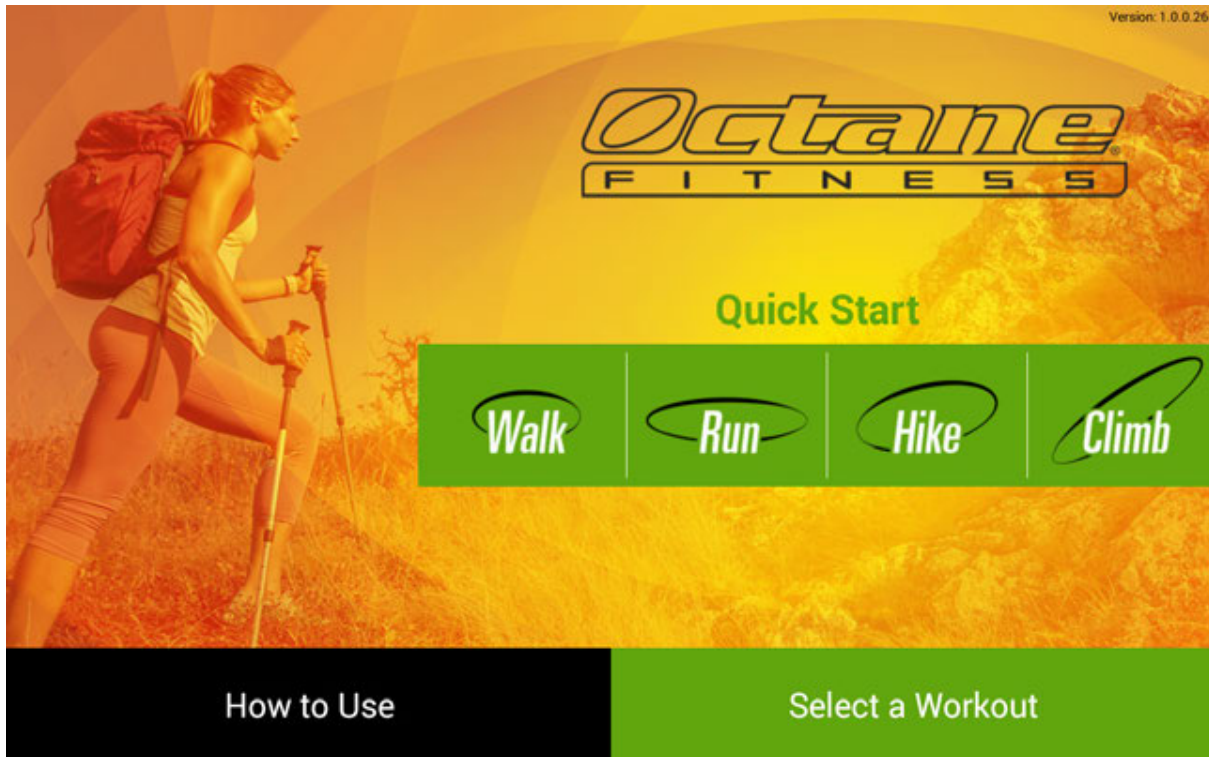 Version: 1.0.0.26
Octane®
FITNESS
Quick Start
Walk Run Hike Climb
How to Use Select a Workout